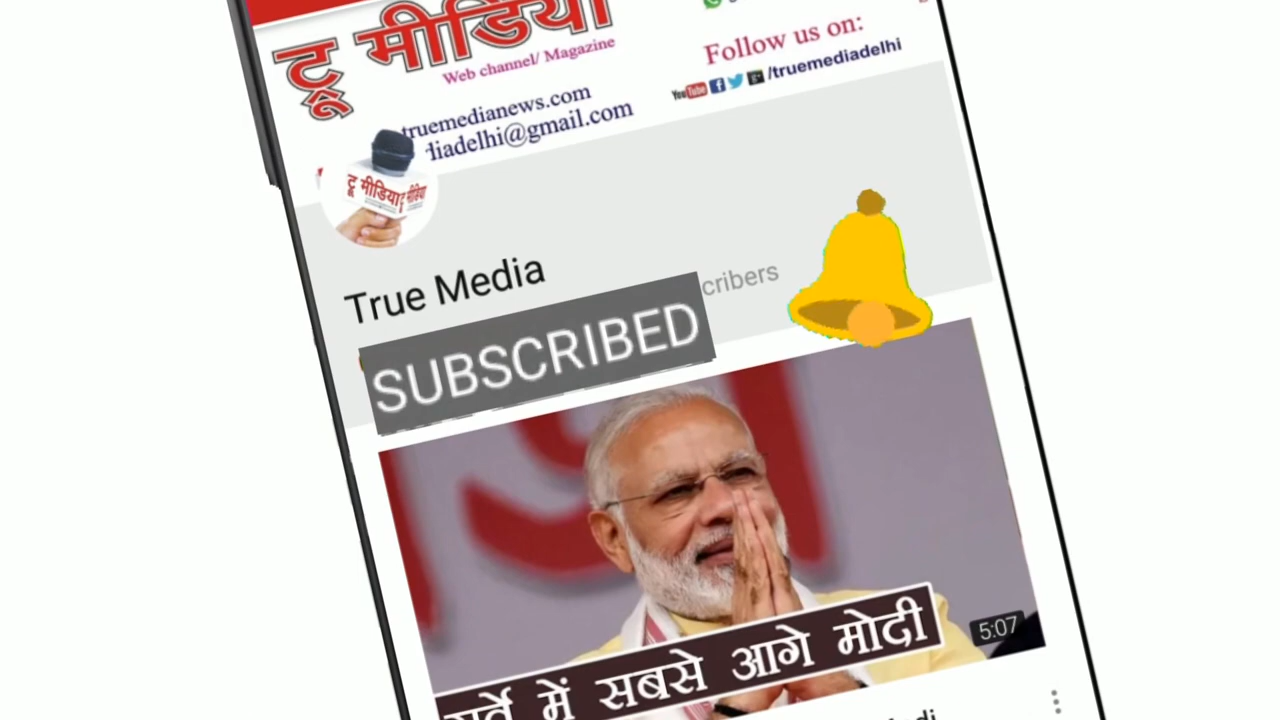 टू मीडिया
Web channel/ Magazine
truemedianews.com
diadelhi@gmail.com
Follow us on:
YouTube /truemediadelhi
टू मीडिया
True Media
cribers
SUBSCRIBED
में सबसे आगे मोदी
5:07